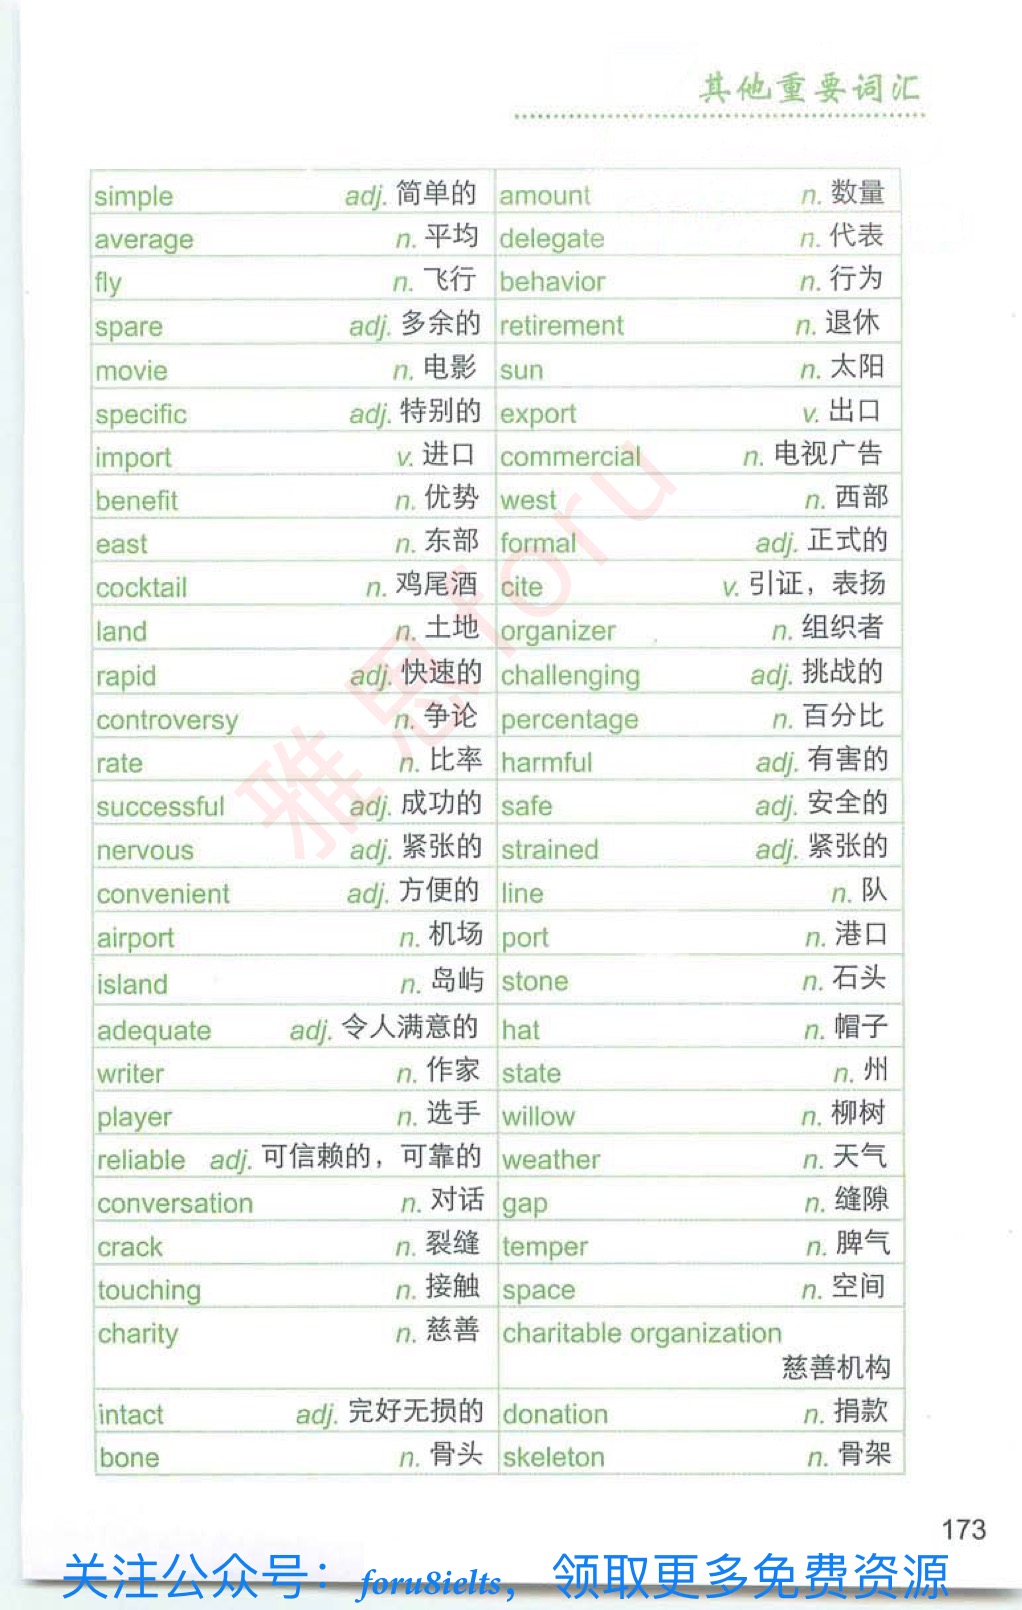 其他重要词汇
simple adj. 简单的 amount n. 数量
average n. 平均 delegate n. 代表
fly n. 飞行 behavior n. 行为
spare adj. 多余的 retirement n. 退休
movie n. 电影 sun n. 太阳
specific adj. 特别的 export v. 出口
import v. 进口 commercial n. 电视广告
benefit n. 优势 west n. 西部
east n. 东部 formal adj. 正式的
cocktail n. 鸡尾酒 cite v. 引证，表扬
land n. 土地 organizer n. 组织者
rapid adj. 快速的 challenging adj. 挑战的
controversy n. 争论 percentage n. 百分比
rate n. 比率 harmful adj. 有害的
successful adj. 成功的 safe adj. 安全的
nervous adj. 紧张的 strained adj. 紧张的
convenient adj. 方便的 line n. 队
airport n. 机场 port n. 港口
island n. 岛屿 stone n. 石头
adequate adj. 令人满意的 hat n. 帽子
writer n. 作家 state n. 州
player n. 选手 willow n. 柳树
reliable adj. 可信赖的，可靠的 weather n. 天气
conversation n. 对话 gap n. 缝隙
crack n. 裂缝 temper n. 脾气
touching n. 接触 space n. 空间
charity n. 慈善 charitable organization
慈善机构
intact adj. 完好无损的 donation n. 捐款
bone n. 骨头 skeleton n. 骨架
雅思foru
173
关注公众号：foru8ielts，领取更多免费资源